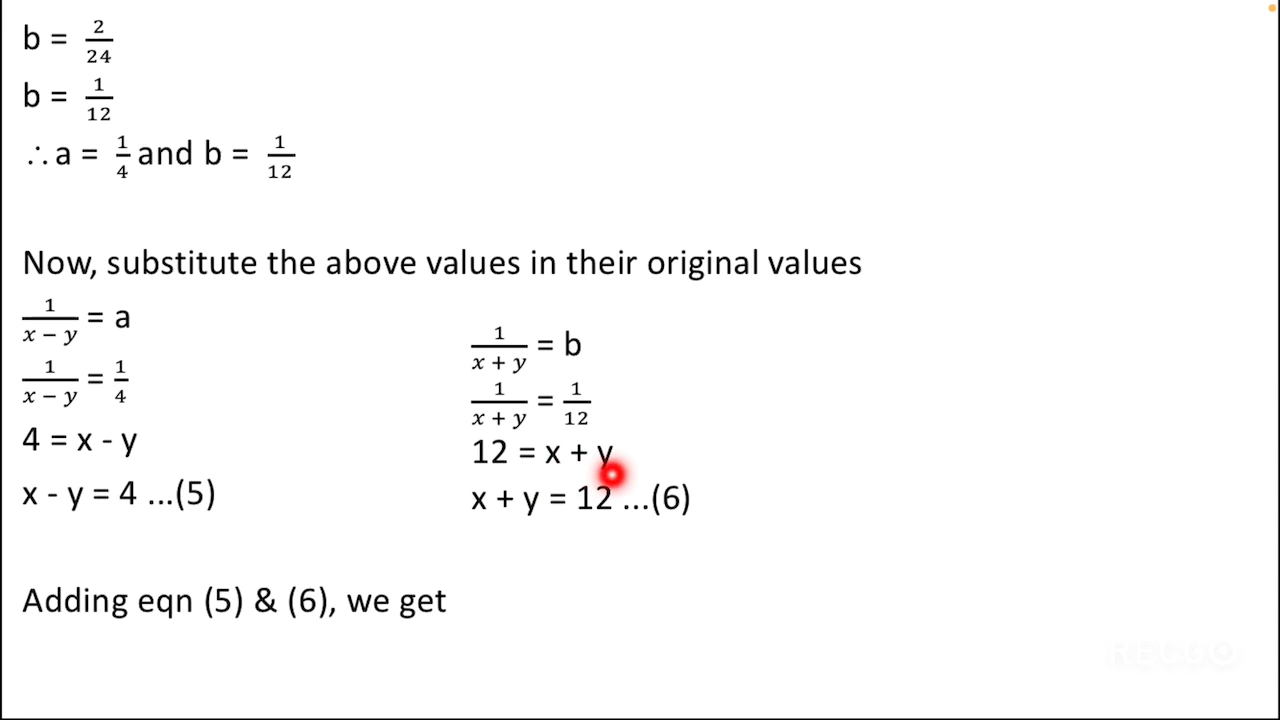 b = 2/24
b = 1/12
∴ a = 1/4 and b = 1/12
Now, substitute the above values in their original values
1/(x − y) = a
1/(x − y) = 1/4
4 = x - y
x - y = 4 ...(5)
1/(x + y) = b
1/(x + y) = 1/12
12 = x + y
x + y = 12 ...(6)
Adding eqn (5) & (6), we get